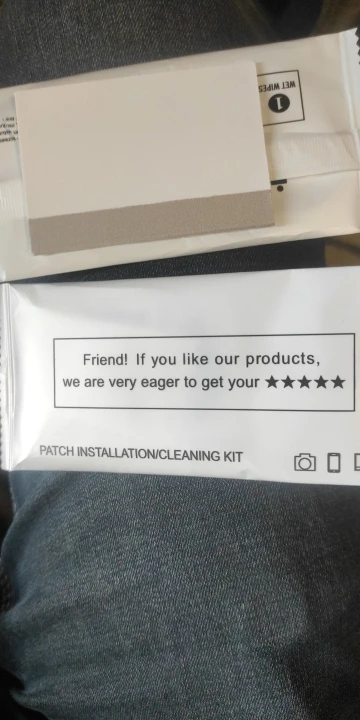 WET WIPES
1
Friend! If you like our products,
we are very eager to get your ★★★★★
PATCH INSTALLATION/CLEANING KIT